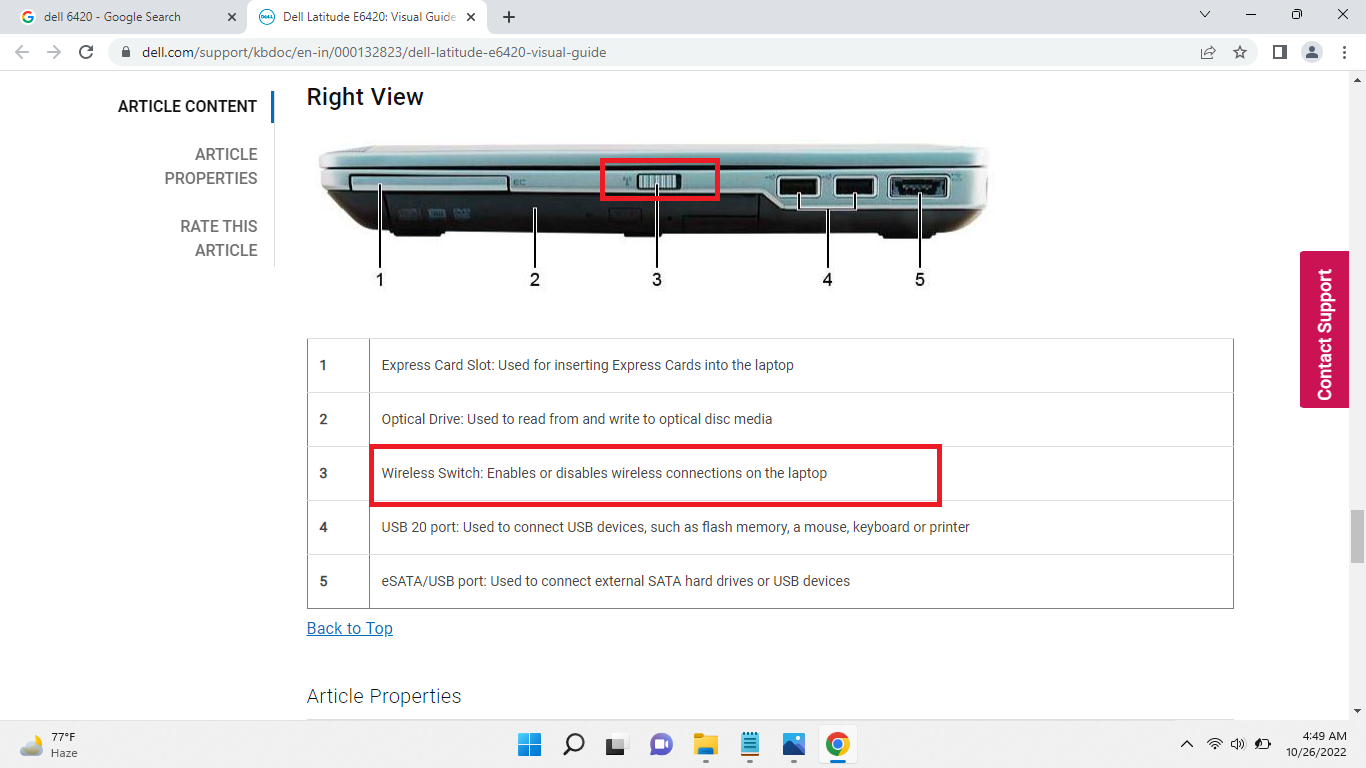 dell 6420 - Google Search
Dell Latitude E6420: Visual Guide
dell.com/support/kbdoc/en-in/000132823/dell-latitude-e6420-visual-guide
ARTICLE CONTENT
ARTICLE
PROPERTIES
RATE THIS
ARTICLE
Right View
EC
1
2
3
4
5
1 Express Card Slot: Used for inserting Express Cards into the laptop
2 Optical Drive: Used to read from and write to optical disc media
3 Wireless Switch: Enables or disables wireless connections on the laptop
4 USB 20 port: Used to connect USB devices, such as flash memory, a mouse, keyboard or printer
5 eSATA/USB port: Used to connect external SATA hard drives or USB devices
Back to Top
Article Properties
Contact Support
77°F
Haze
4:49 AM
10/26/2022